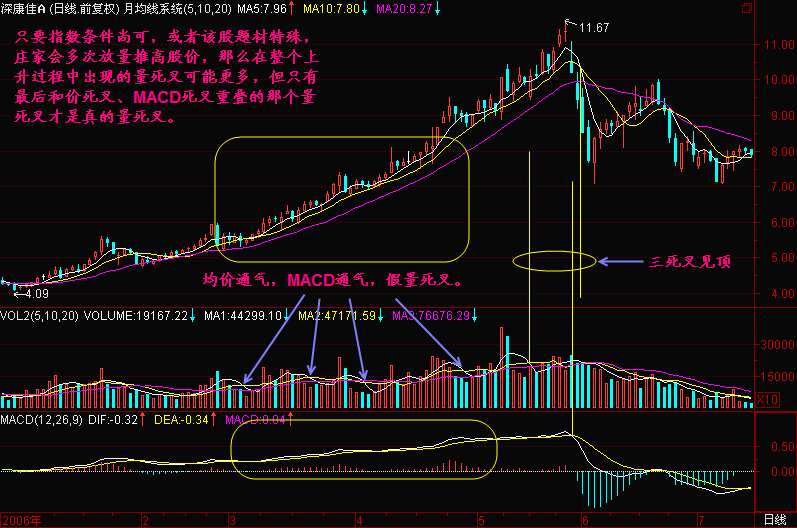 深康佳A (日线.前复权) 月均线系统(5,10,20) MA5:7.96↑ MA10:7.80↓ MA20:8.27↓
只要指数条件尚可，或者该股题材特殊，
庄家会多次放量推高股价，那么在整个上
升过程中出现的量死叉可能更多，但只有
最后和价死叉、MACD死叉重叠的那个量
死叉才是真的量死叉。
11.67
11.00
10.00
9.00
8.00
7.00
6.00
5.00
4.00
均价通气，MACD通气，假量死叉。
三死叉见顶
4.09
VOL2(5,10,20) VOLUME:19167.22↓ MA1:44299.10↓ MA2:47171.59↓ MA3:76676.29↓
30000
15000
X10
MACD(12,26,9) DIF:-0.32↑ DEA:-0.34↑ MACD:0.04↑
0.50
0.00
2006年 2 3 4 5 6 7 日线